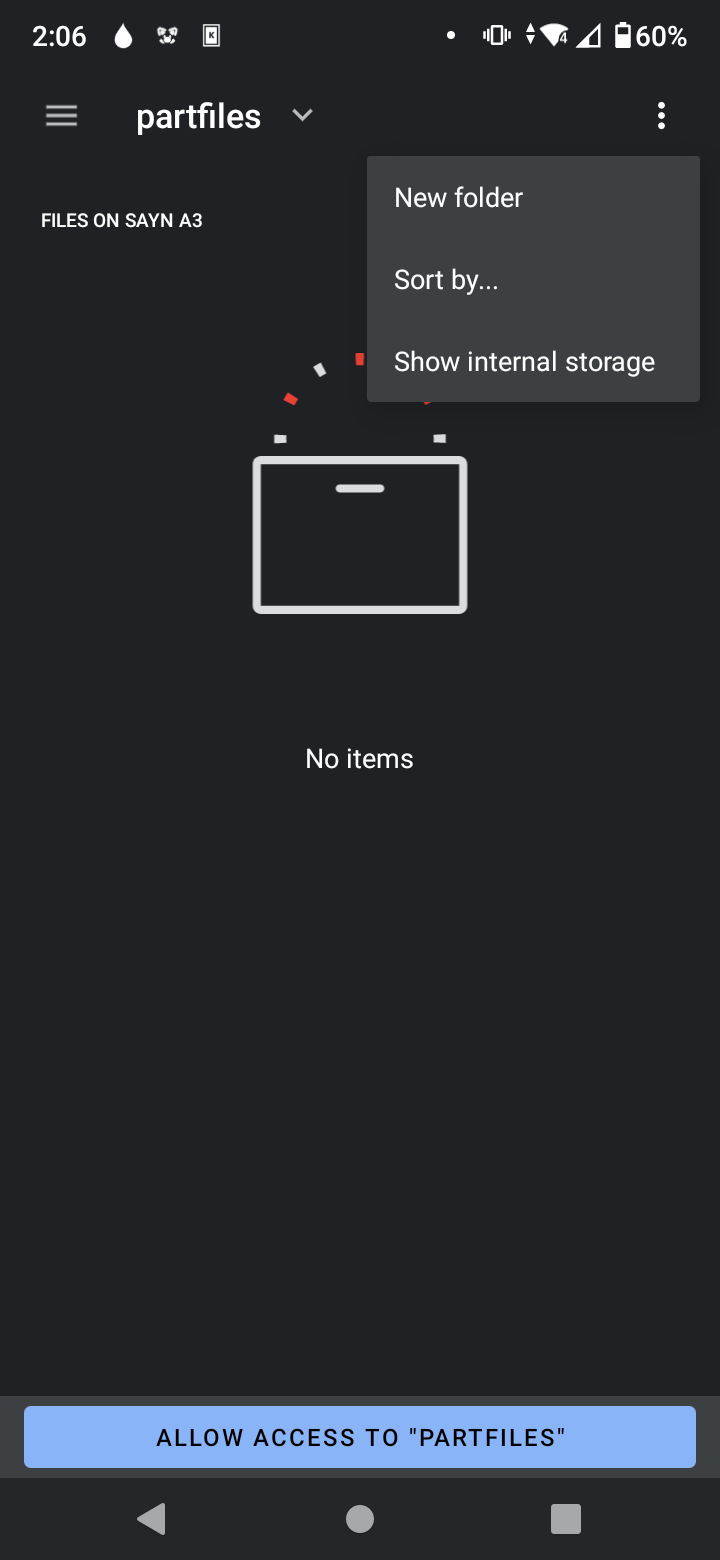 2:06
4
60%
partfiles
New folder
FILES ON SAYN A3
Sort by...
Show internal storage
No items
ALLOW ACCESS TO "PARTFILES"